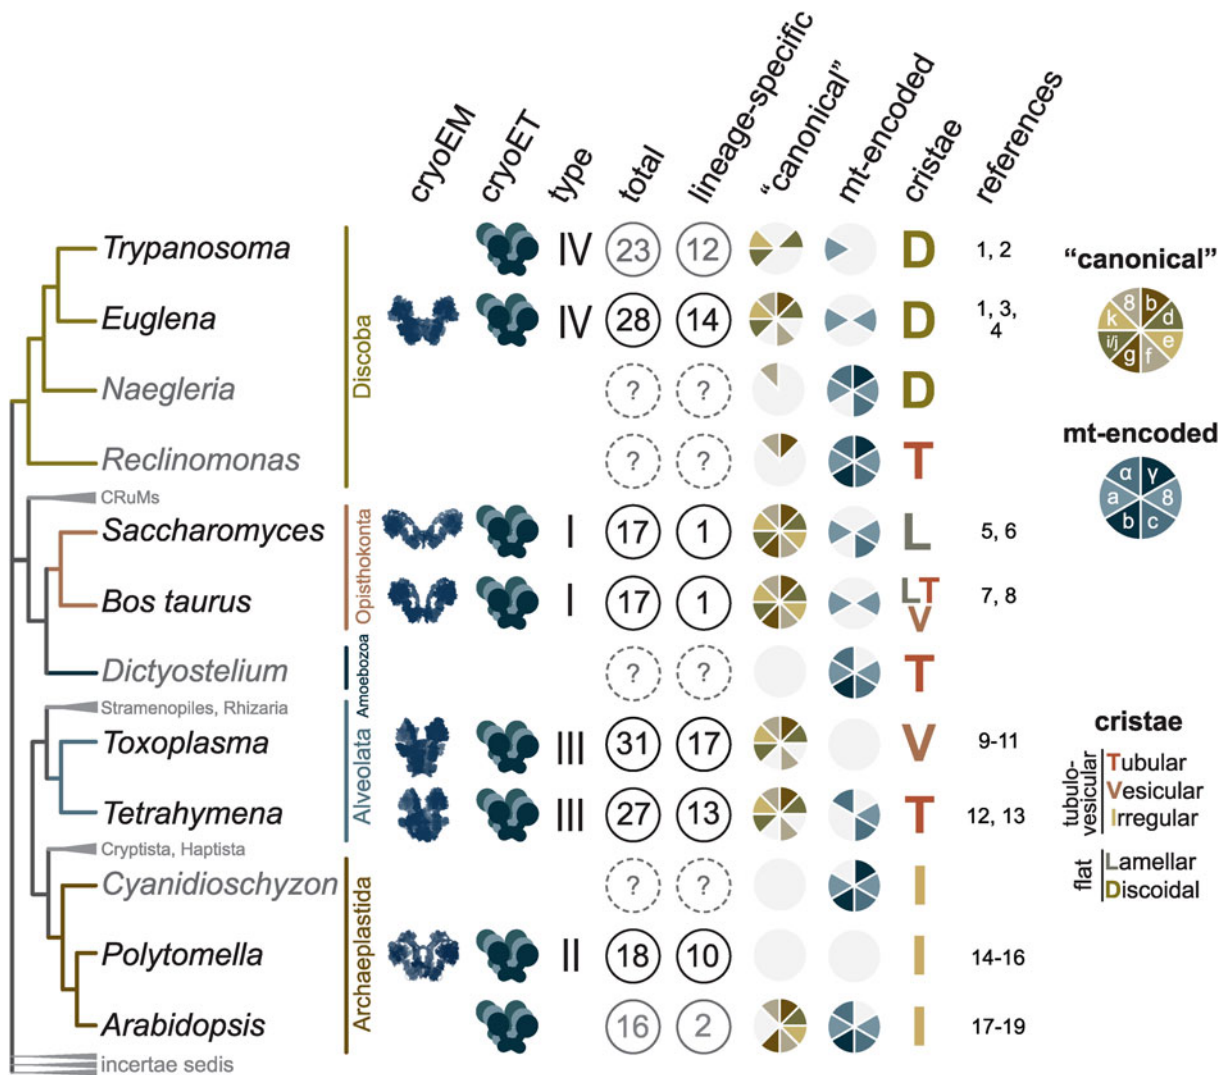 cryoEM
cryoET
type
total
lineage-specific
“canonical”
mt-encoded
cristae
references
Trypanosoma
IV
23
12
D
1, 2
Euglena
IV
28
14
D
1, 3,
4
Naegleria
?
?
D
Reclinomonas
?
?
T
Discoba
CRuMs
Saccharomyces
I
17
1
L
5, 6
Bos taurus
I
17
1
LT
V
7, 8
Opisthokonta
Dictyostelium
?
?
T
Amoebozoa
Stramenopiles, Rhizaria
Toxoplasma
III
31
17
V
9-11
Tetrahymena
III
27
13
T
12, 13
Alveolata
Cryptista, Haptista
Cyanidioschyzon
?
?
I
Polytomella
II
18
10
I
14-16
Arabidopsis
16
2
I
17-19
Archaeplastida
incertae sedis
“canonical”
8
b
k
d
i/j
e
g
f
mt-encoded
α
γ
a
8
b
c
cristae
tubulo-
vesicular
Tubular
Vesicular
Irregular
flat
Lamellar
Discoidal